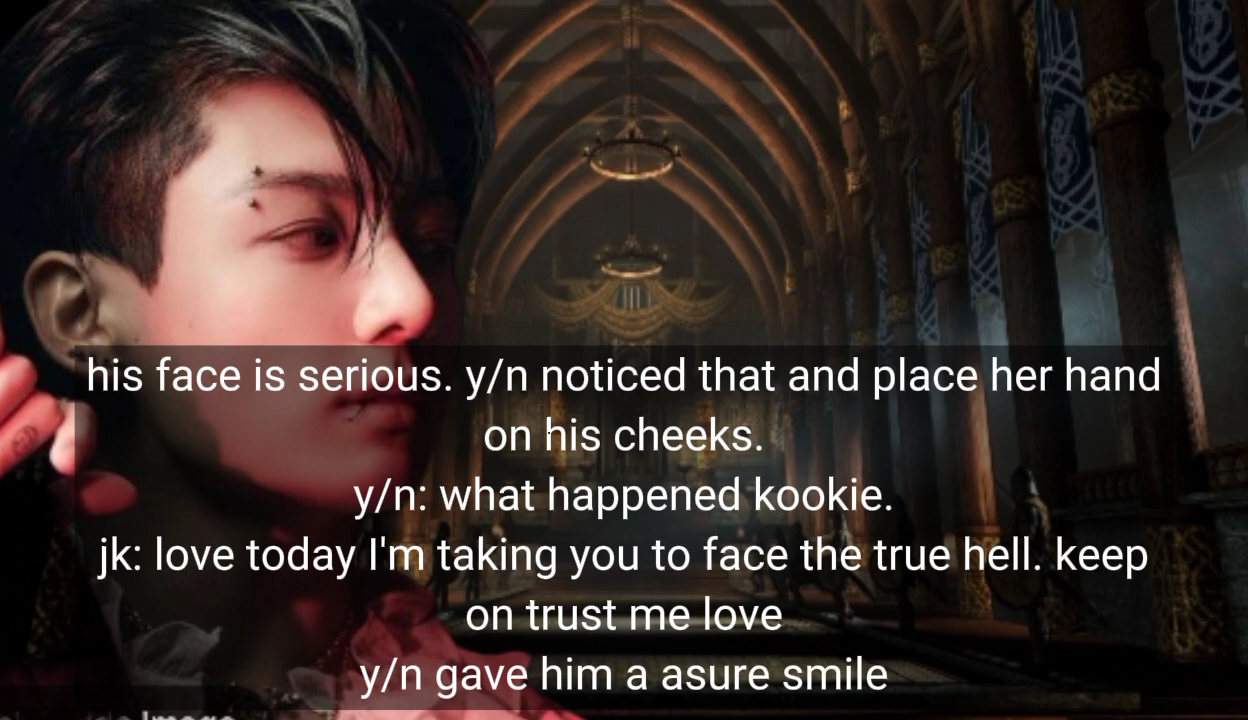 his face is serious. y/n noticed that and place her hand
on his cheeks.
y/n: what happened kookie.
jk: love today I'm taking you to face the true hell. keep
on trust me love
y/n gave him a asure smile
Image